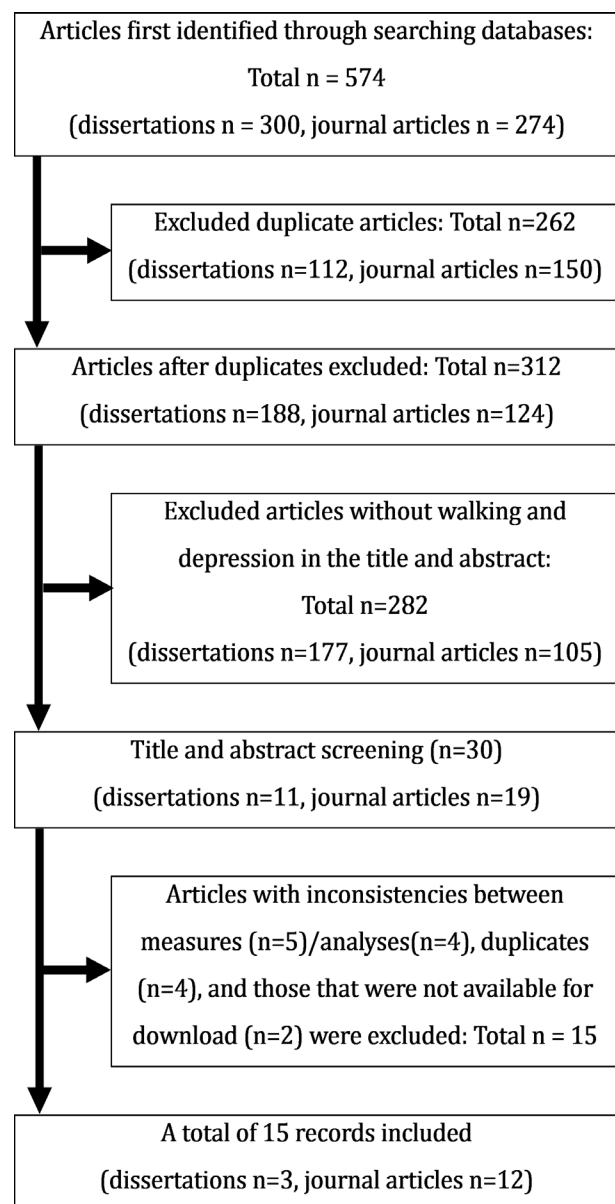 Articles first identified through searching databases:
Total n = 574
(dissertations n = 300, journal articles n = 274)
Excluded duplicate articles: Total n=262
(dissertations n=112, journal articles n=150)
Articles after duplicates excluded: Total n=312
(dissertations n=188, journal articles n=124)
Excluded articles without walking and
depression in the title and abstract:
Total n=282
(dissertations n=177, journal articles n=105)
Title and abstract screening (n=30)
(dissertations n=11, journal articles n=19)
Articles with inconsistencies between
measures (n=5)/analyses(n=4), duplicates
(n=4), and those that were not available for
download (n=2) were excluded: Total n = 15
A total of 15 records included
(dissertations n=3, journal articles n=12)